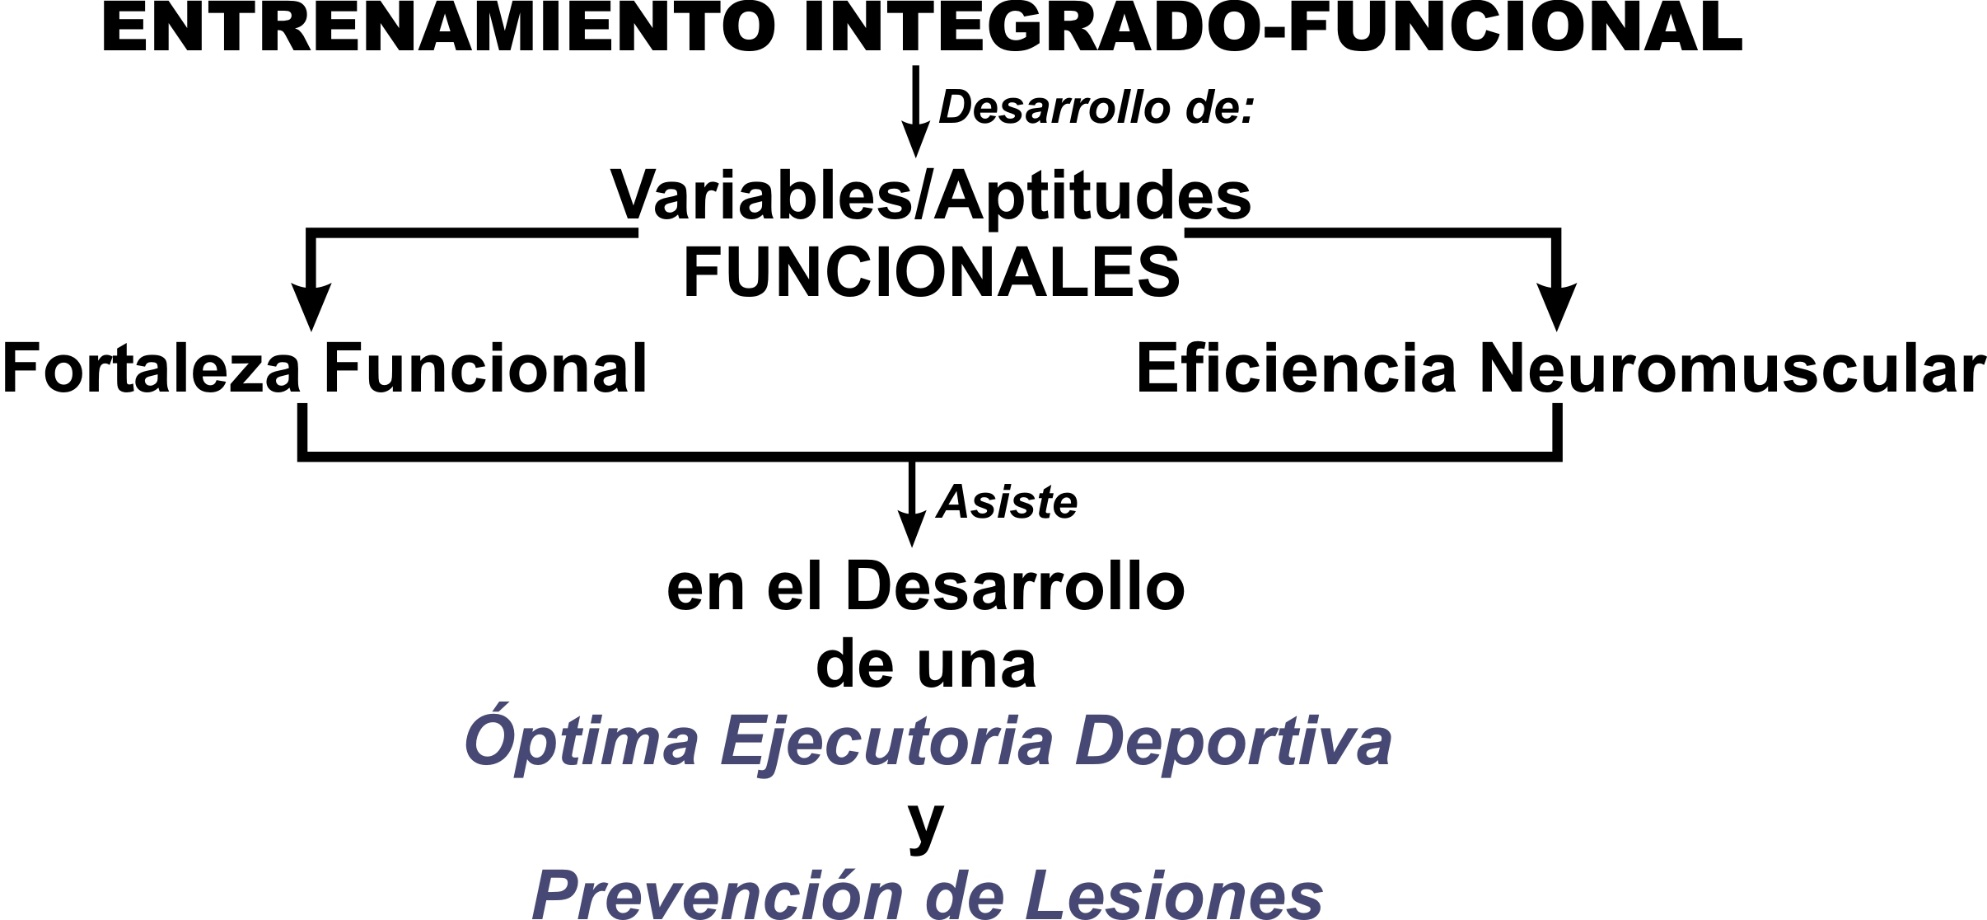 ENTRENAMIENTO INTEGRADO-FUNCIONAL
Desarrollo de:
Variables/Aptitudes
FUNCIONALES
Fortaleza Funcional
Eficiencia Neuromuscular
Asiste
en el Desarrollo
de una
Óptima Ejecutoria Deportiva
y
Prevención de Lesiones